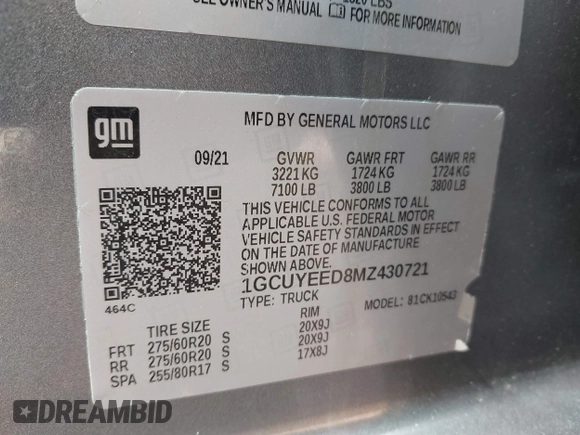 SEE OWNER'S MANUAL FOR MORE INFORMATION
gm
MFD BY GENERAL MOTORS LLC
09/21 GVWR GAWR FRT GAWR RR
3221 KG 1724 KG 1724 KG
7100 LB 3800 LB 3800 LB
THIS VEHICLE CONFORMS TO ALL
APPLICABLE U.S. FEDERAL MOTOR
VEHICLE SAFETY STANDARDS IN EFFECT
ON THE DATE OF MANUFACTURE
SHOWN ABOVE.
1GCUYEED8MZ430721
464C
TYPE: TRUCK MODEL: 81CK10543
TIRE SIZE RIM
FRT 275/60R20 S 20X9J
RR 275/60R20 S 20X9J
SPA 255/80R17 S 17X8J
DREAMBID